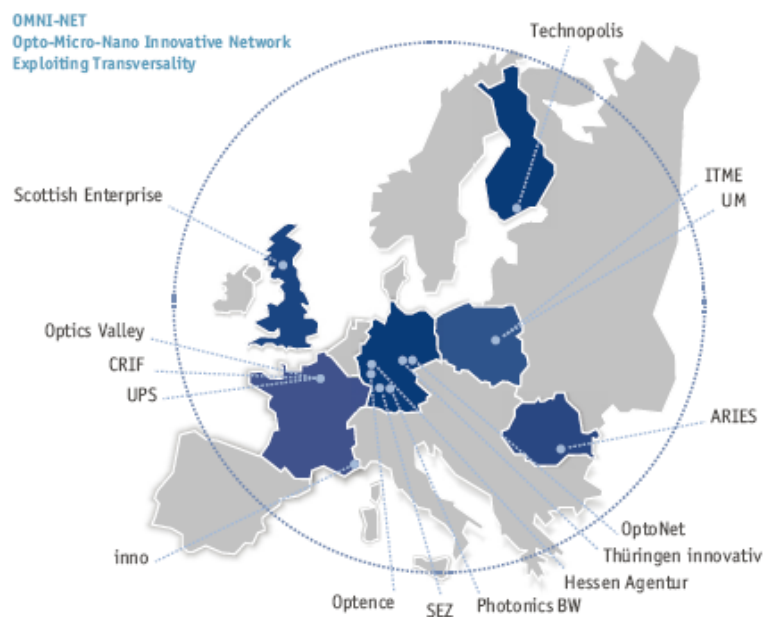 OMNI-NET
Opto-Micro-Nano Innovative Network
Exploiting Transversality
Technopolis
ITME
UM
Scottish Enterprise
Optics Valley
CRIF
UPS
ARIES
OptoNet
inno
Thüringen innovativ
Hessen Agentur
Optence
SEZ
Photonics BW